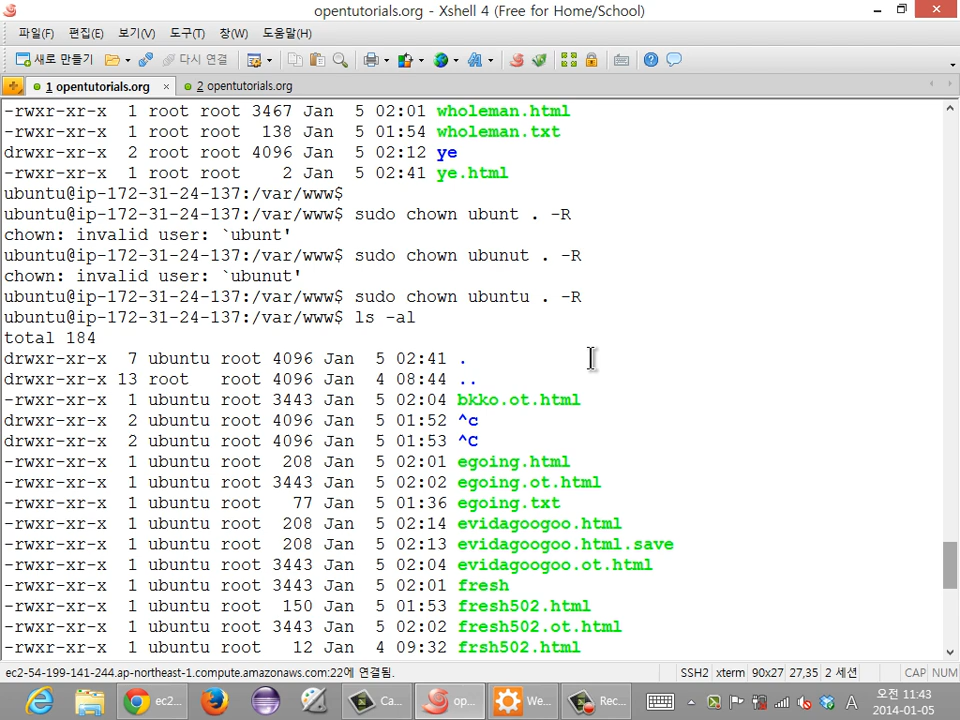 opentutorials.org - Xshell 4 (Free for Home/School)
파일(F) 편집(E) 보기(V) 도구(T) 창(W) 도움말(H)
새로 만들기 다시 연결
1 opentutorials.org × 2 opentutorials.org
-rwxr-xr-x 1 root root 3467 Jan 5 02:01 wholeman.html
-rwxr-xr-x 1 root root 138 Jan 5 01:54 wholeman.txt
drwxr-xr-x 2 root root 4096 Jan 5 02:12 ye
-rwxr-xr-x 1 root root 2 Jan 5 02:41 ye.html
ubuntu@ip-172-31-24-137:/var/www$
ubuntu@ip-172-31-24-137:/var/www$ sudo chown ubunt . -R
chown: invalid user: `ubunt'
ubuntu@ip-172-31-24-137:/var/www$ sudo chown ubunut . -R
chown: invalid user: `ubunut'
ubuntu@ip-172-31-24-137:/var/www$ sudo chown ubuntu . -R
ubuntu@ip-172-31-24-137:/var/www$ ls -al
total 184
drwxr-xr-x 7 ubuntu root 4096 Jan 5 02:41 .
drwxr-xr-x 13 root root 4096 Jan 4 08:44 ..
-rwxr-xr-x 1 ubuntu root 3443 Jan 5 02:04 bkko.ot.html
drwxr-xr-x 2 ubuntu root 4096 Jan 5 01:52 ^c
drwxr-xr-x 2 ubuntu root 4096 Jan 5 01:53 ^C
-rwxr-xr-x 1 ubuntu root 208 Jan 5 02:01 egoing.html
-rwxr-xr-x 1 ubuntu root 3443 Jan 5 02:02 egoing.ot.html
-rwxr-xr-x 1 ubuntu root 77 Jan 5 01:36 egoing.txt
-rwxr-xr-x 1 ubuntu root 208 Jan 5 02:14 evidagoogoo.html
-rwxr-xr-x 1 ubuntu root 208 Jan 5 02:13 evidagoogoo.html.save
-rwxr-xr-x 1 ubuntu root 3443 Jan 5 02:04 evidagoogoo.ot.html
-rwxr-xr-x 1 ubuntu root 3443 Jan 5 02:01 fresh
-rwxr-xr-x 1 ubuntu root 150 Jan 5 01:53 fresh502.html
-rwxr-xr-x 1 ubuntu root 3443 Jan 5 02:02 fresh502.ot.html
-rwxr-xr-x 1 ubuntu root 12 Jan 4 09:32 frsh502.html
ec2-54-199-141-244.ap-northeast-1.compute.amazonaws.com:22에 연결됨. SSH2 xterm 90x27 27,35 2 세션 CAP NUM
ec2... op... We... Ca... Rec... A 오전 11:43
2014-01-05